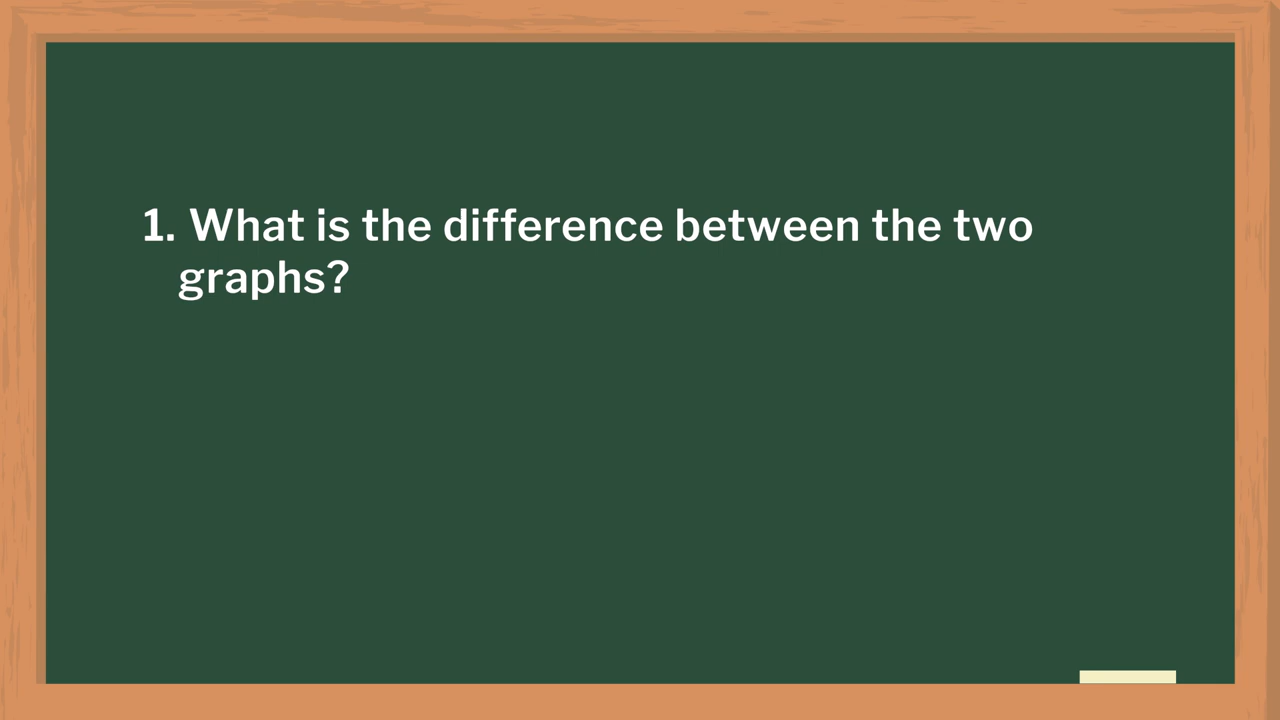 1. What is the difference between the two
graphs?